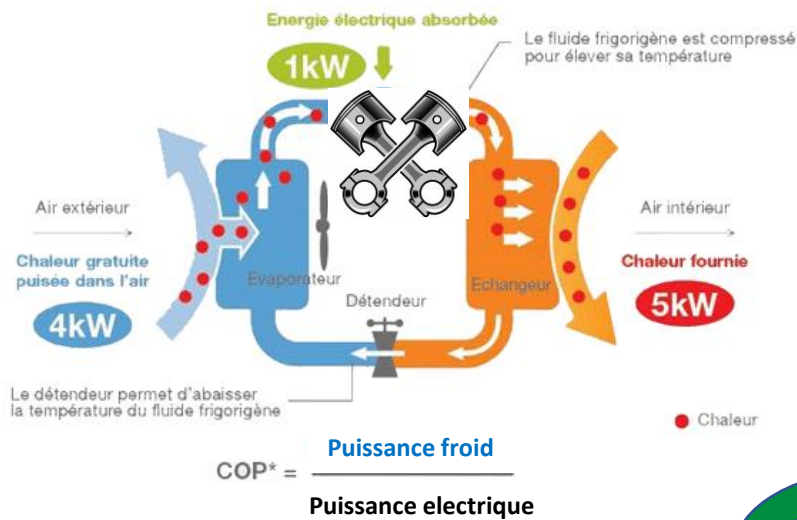 Energie électrique absorbée
1kW
Le fluide frigorigène est compressé
pour élever sa température
Air extérieur
Chaleur gratuite
puisée dans l'air
4kW
Evaporateur
Détendeur
Echangeur
Air intérieur
Chaleur fournie
5kW
Le détendeur permet d'abaisser
la température du fluide frigorigène
Chaleur
Puissance froid
COP* =
Puissance electrique